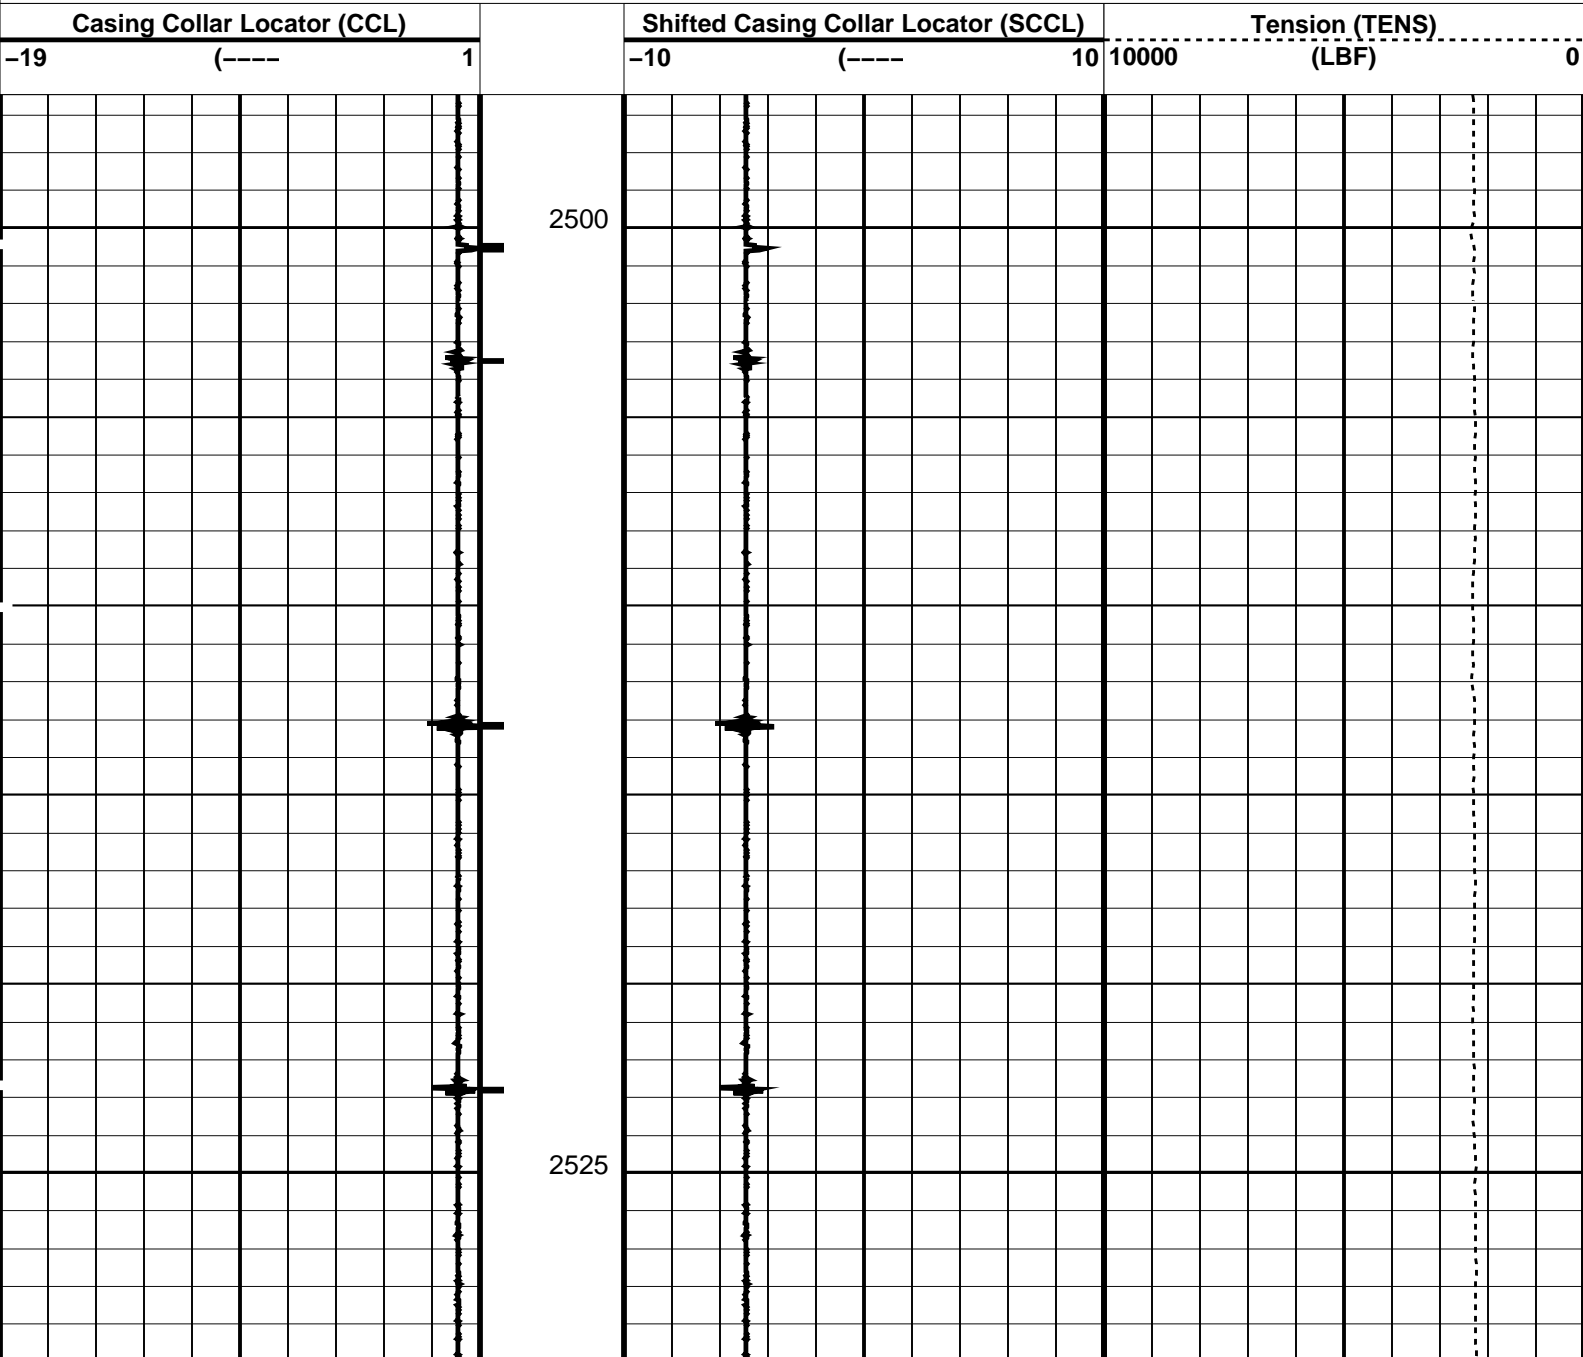 Casing Collar Locator (CCL) Shifted Casing Collar Locator (SCCL) Tension (TENS)
−19 (−−−− 1 −10 (−−−− 10 10000 (LBF) 0
2500
2525